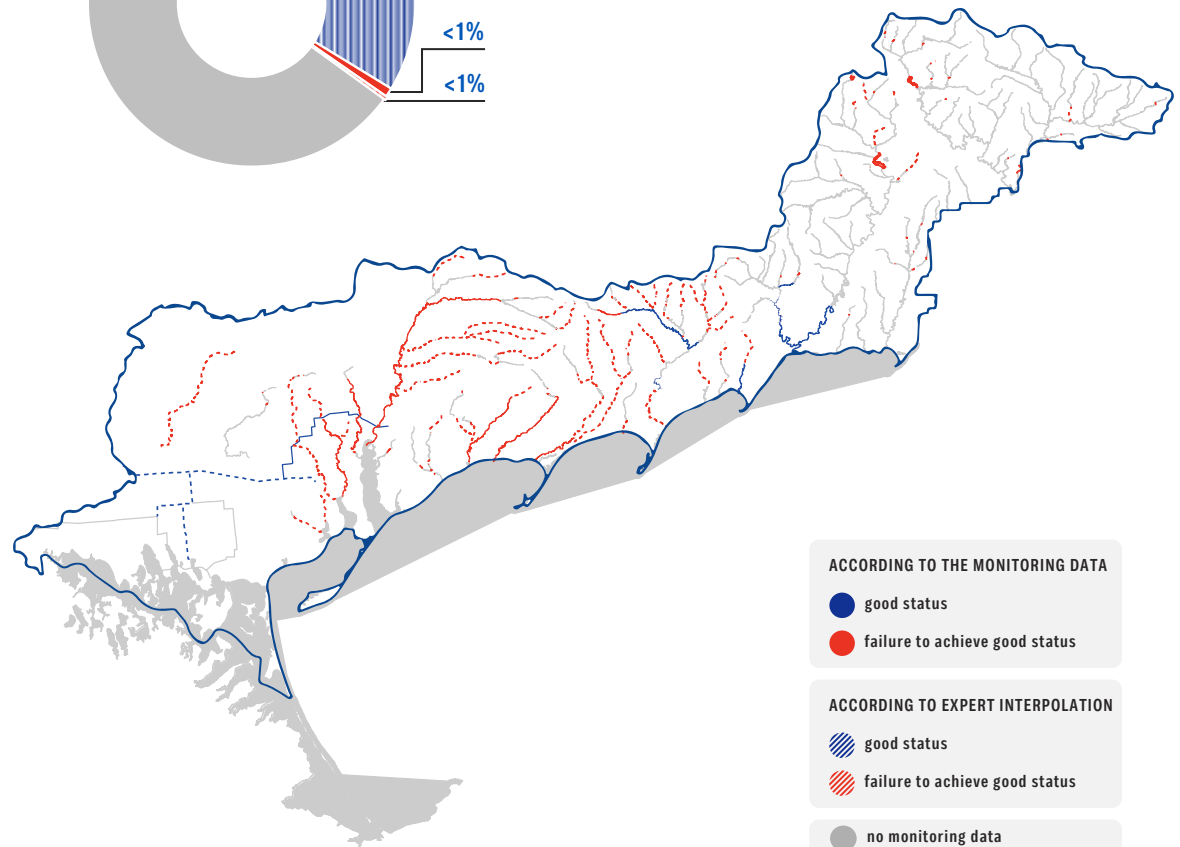 <1%
<1%
ACCORDING TO THE MONITORING DATA
good status
failure to achieve good status
ACCORDING TO EXPERT INTERPOLATION
good status
failure to achieve good status
no monitoring data